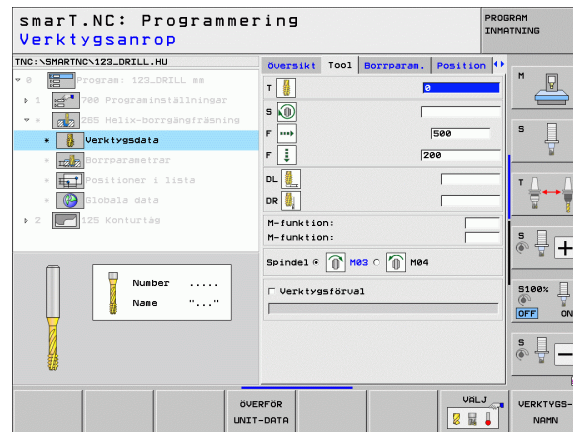 smarT.NC: Programmering
Verktygsanrop
PROGRAM
INMATNING
TNC:\SMARTNC\123_DRILL.HU
0 Program: 123_DRILL mm
1 700 Programinställningar
* 265 Helix-borrgängfräsning
* Verktygsdata
* Borrparametrar
* Positioner i lista
* Globala data
2 125 Konturtåg
Number .....
Name "..."
Översikt Tool Borrparam. Position
T 0
S
F 500
F 200
DL
DR
M-funktion:
M-funktion:
Spindel M03 M04
Verktygsförval
M
S
T
S
S100%
OFF ON
S
ÖVERFÖR
UNIT-DATA
VÄLJ
VERKTYGS-
NAMN